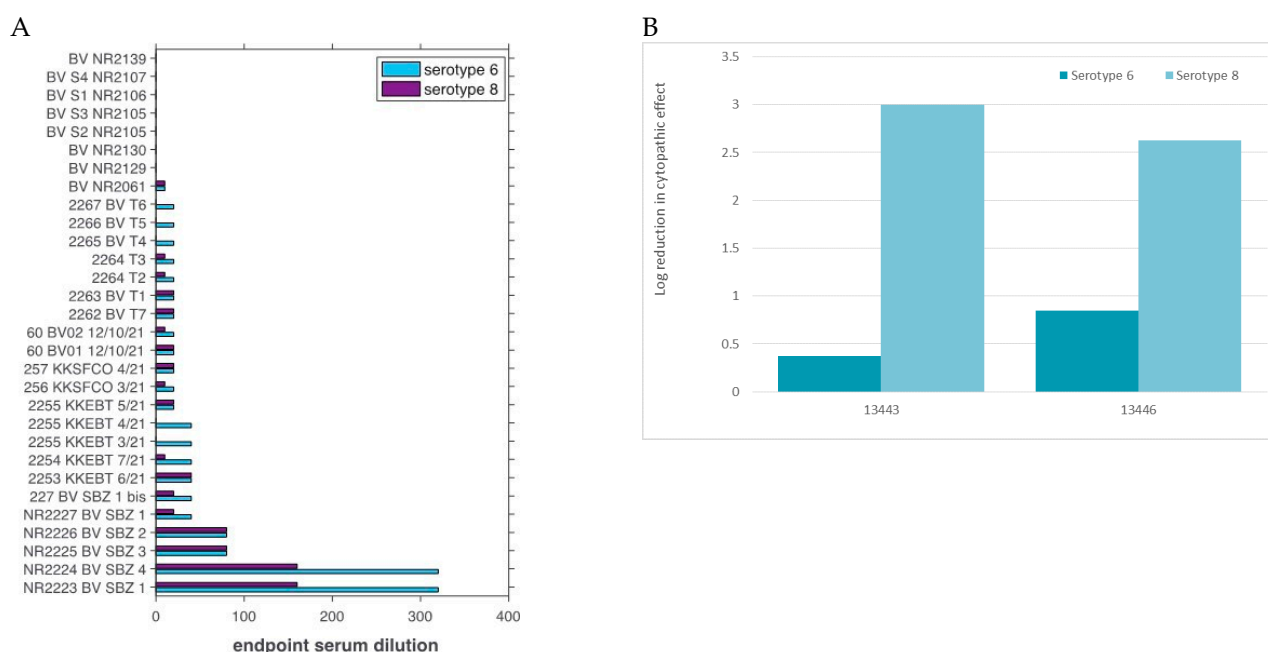 A
BV NR2139
BV S4 NR2107
BV S1 NR2106
BV S3 NR2105
BV S2 NR2105
BV NR2130
BV NR2129
BV NR2061
2267 BV T6
2266 BV T5
2265 BV T4
2264 T3
2264 T2
2263 BV T1
2262 BV T7
60 BV02 12/10/21
60 BV01 12/10/21
257 KKSFCO 4/21
256 KKSFCO 3/21
2255 KKEBT 5/21
2255 KKEBT 4/21
2255 KKEBT 3/21
2254 KKEBT 7/21
2253 KKEBT 6/21
227 BV SBZ 1 bis
NR2227 BV SBZ 1
NR2226 BV SBZ 2
NR2225 BV SBZ 3
NR2224 BV SBZ 4
NR2223 BV SBZ 1
serotype 6
serotype 8
0 100 200 300 400
endpoint serum dilution
B
Log reduction in cytopathic effect
3.5
3
2.5
2
1.5
1
0.5
0
Serotype 6 Serotype 8
13443 13446